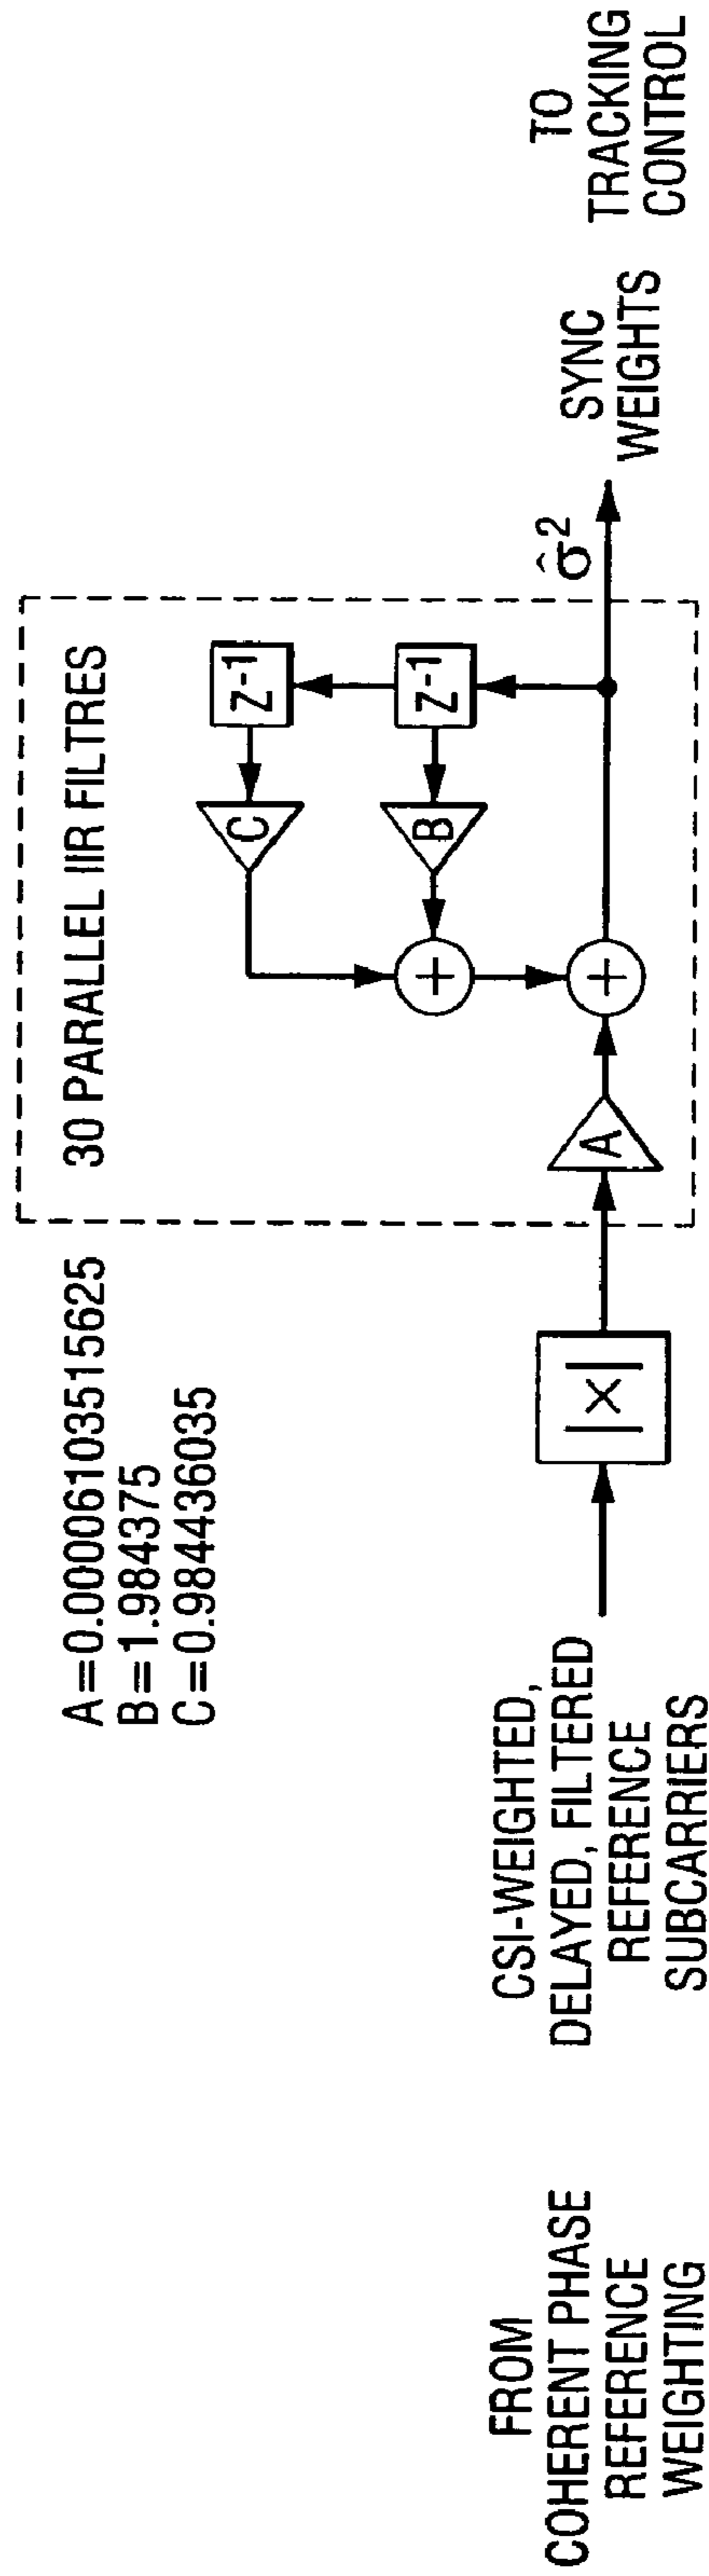 FROM
COHERENT PHASE
REFERENCE
WEIGHTING
CSI-WEIGHTED,
DELAYED, FILTERED
REFERENCE
SUBCARRIERS
A=0.00006103515625
B=1.984375
C=0.984436035
|X|
30 PARALLEL IIR FILTRES
A
+
+
C
B
Z-1
Z-1
σ̂2
SYNC
WEIGHTS
TO
TRACKING
CONTROL